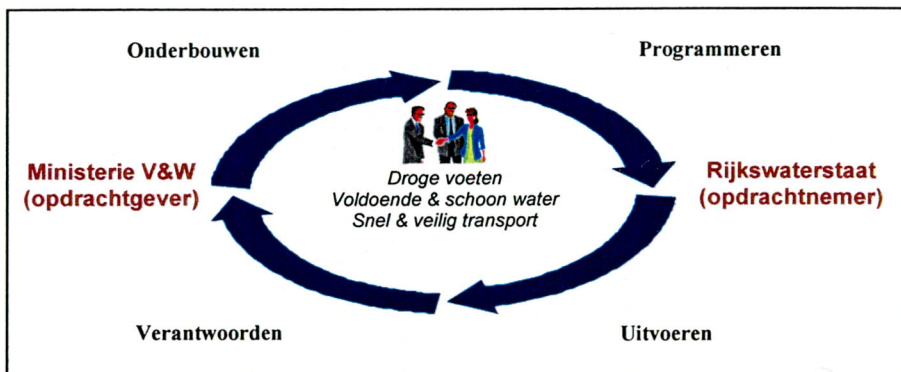 Onderbouwen
Programmeren
Ministerie V&W
(opdrachtgever)
Droge voeten
Voldoende & schoon water
Snel & veilig transport
Rijkswaterstaat
(opdrachtnemer)
Verantwoorden
Uitvoeren